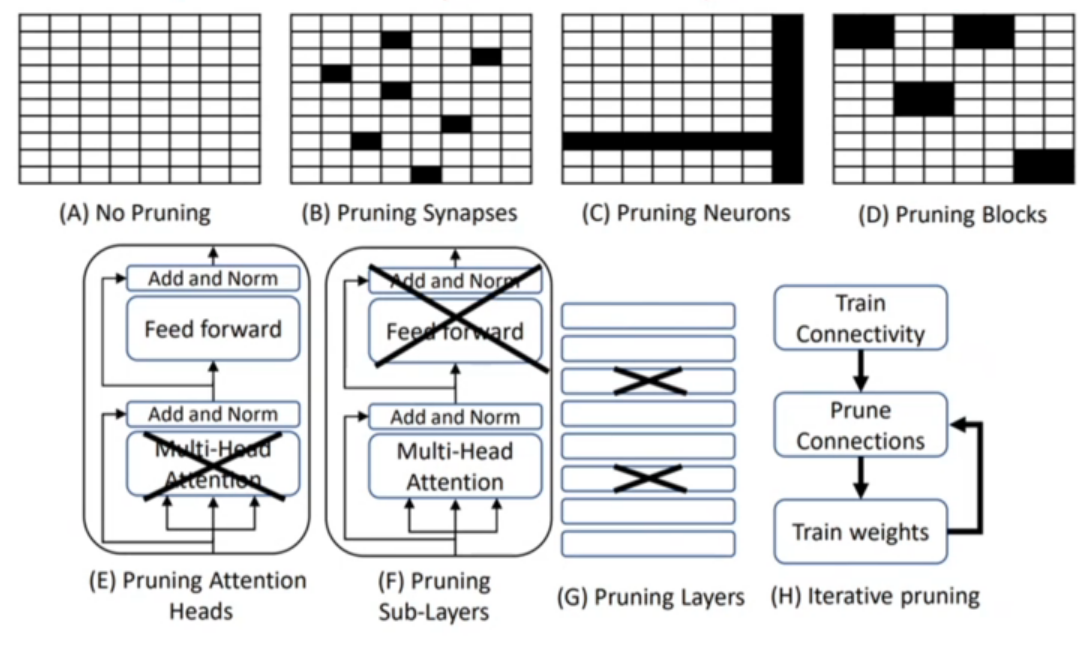 (A) No Pruning
(B) Pruning Synapses
(C) Pruning Neurons
(D) Pruning Blocks
Add and Norm
Feed forward
Add and Norm
Multi-Head
Attention
(E) Pruning Attention
Heads
Add and Norm
Feed forward
Add and Norm
Multi-Head
Attention
(F) Pruning
Sub-Layers
(G) Pruning Layers
Train
Connectivity
Prune
Connections
Train weights
(H) Iterative pruning